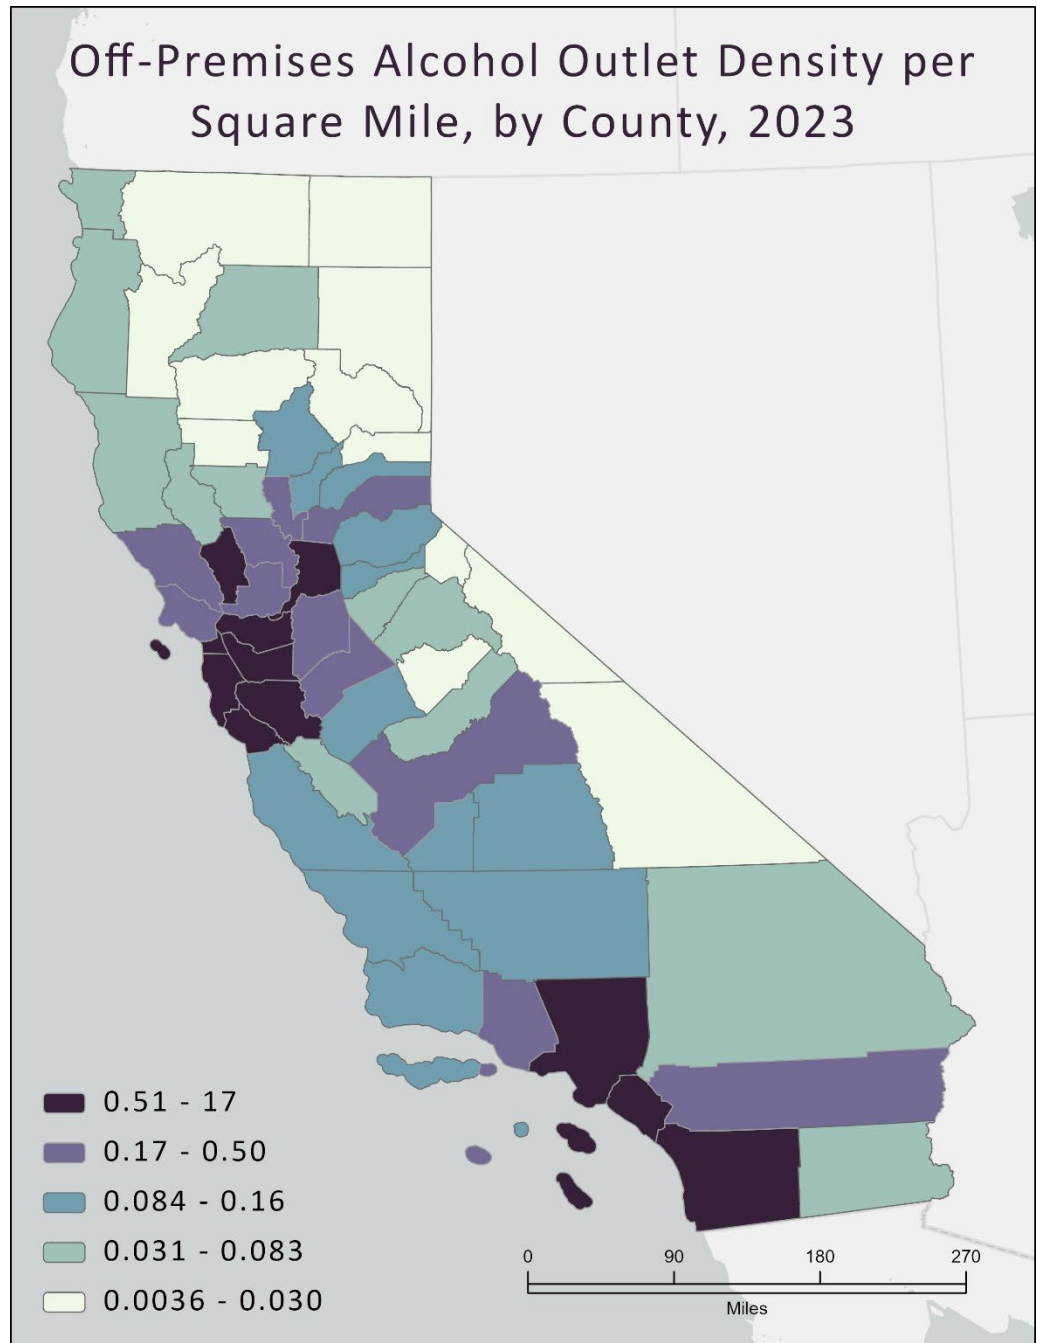 Off-Premises Alcohol Outlet Density per
Square Mile, by County, 2023
0.51 - 17
0.17 - 0.50
0.084 - 0.16
0.031 - 0.083
0.0036 - 0.030
0 90 180 270
Miles